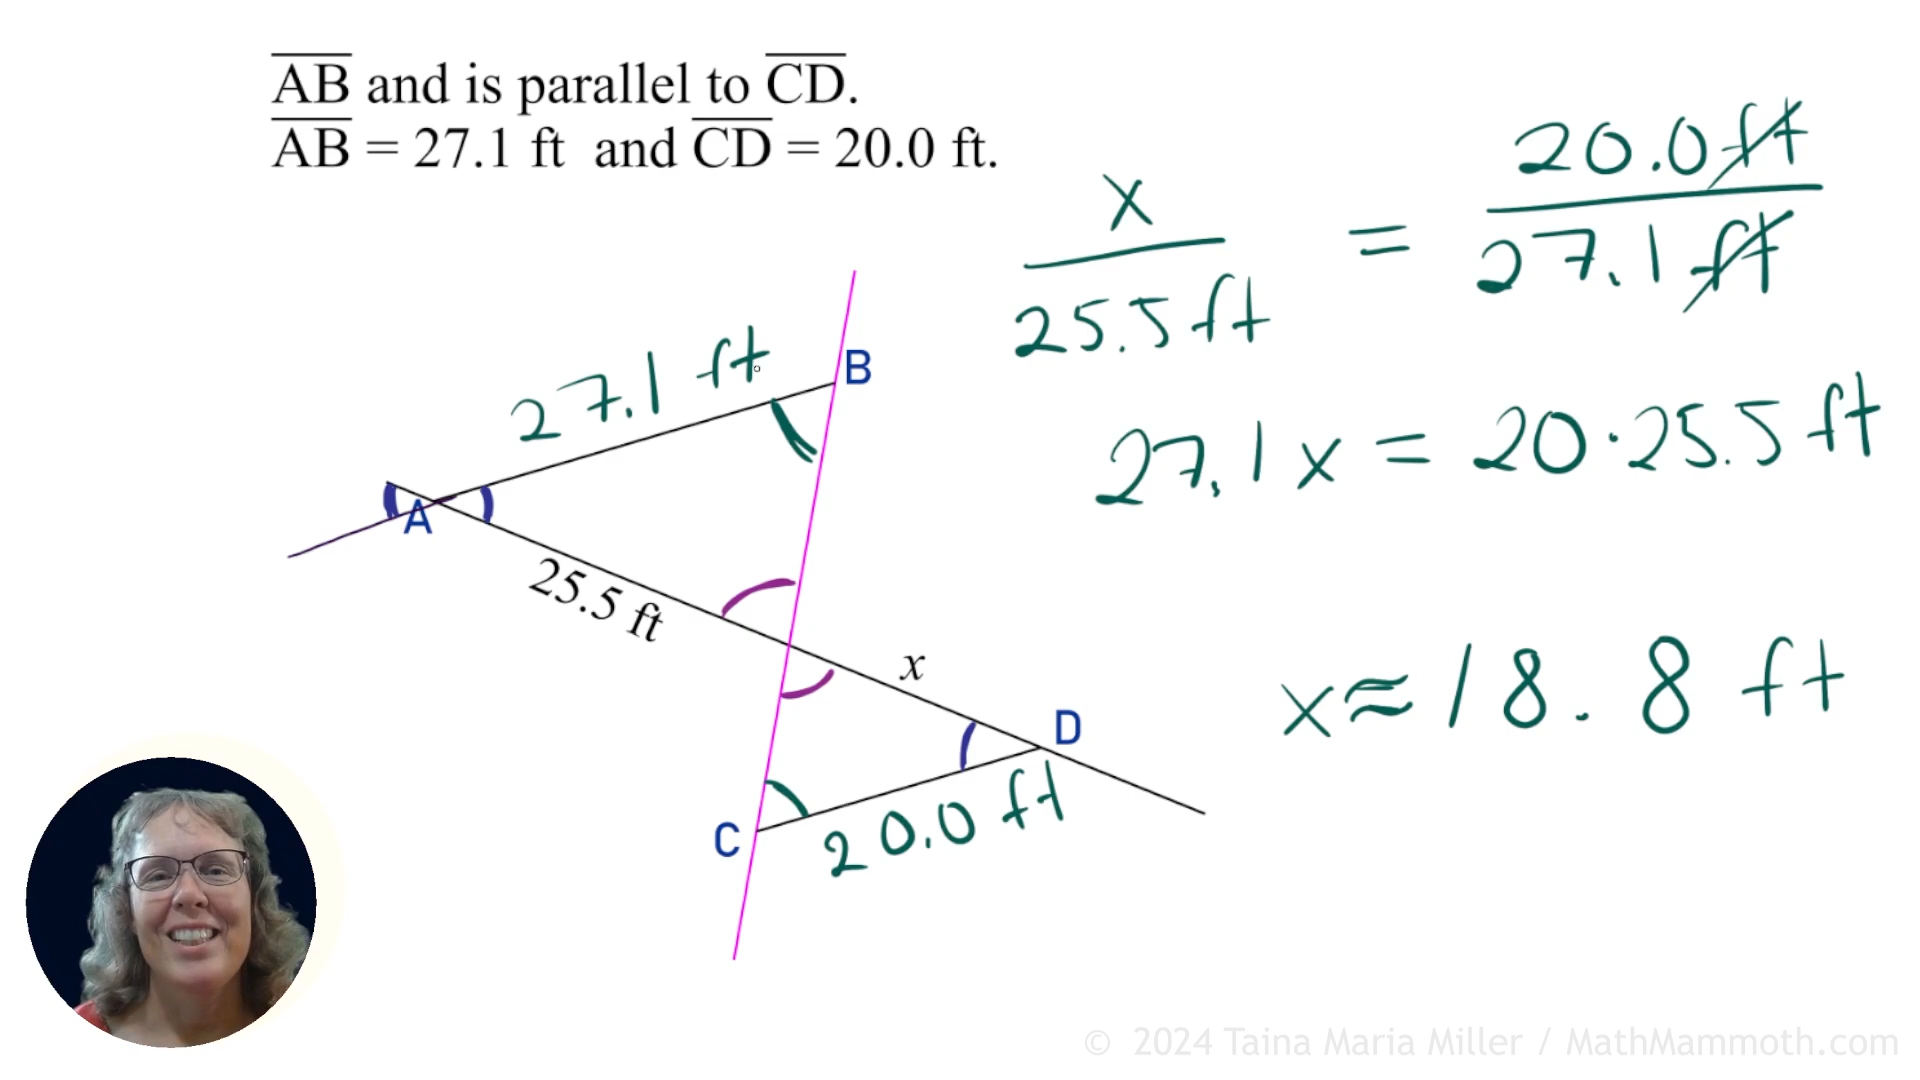 AB and is parallel to CD.
AB = 27.1 ft and CD = 20.0 ft.
x/25.5 ft = 20.0 ft/27.1 ft
27.1 x = 20 · 25.5 ft
x ≈ 18.8 ft
27.1 ft
B
A
25.5 ft
x
D
C
20.0 ft
© 2024 Taina Maria Miller / MathMammoth.com